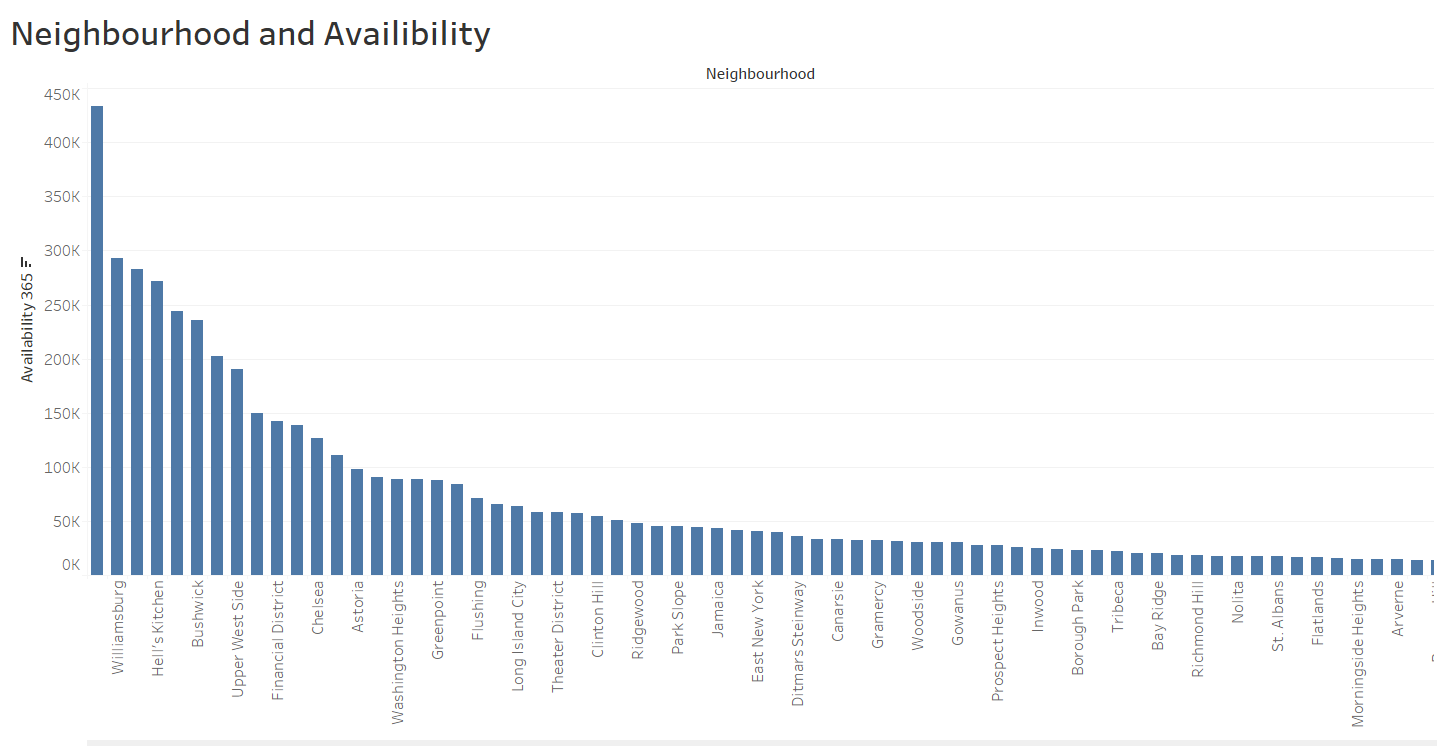 Neighbourhood and Availibility
Neighbourhood
450K
400K
350K
300K
250K
200K
150K
100K
50K
0K
Availability 365
Williamsburg
Hell's Kitchen
Bushwick
Upper West Side
Financial District
Chelsea
Astoria
Washington Heights
Greenpoint
Flushing
Long Island City
Theater District
Clinton Hill
Ridgewood
Park Slope
Jamaica
East New York
Ditmars Steinway
Canarsie
Gramercy
Woodside
Gowanus
Prospect Heights
Inwood
Borough Park
Tribeca
Bay Ridge
Richmond Hill
Nolita
St. Albans
Flatlands
Morningside Heights
Arverne